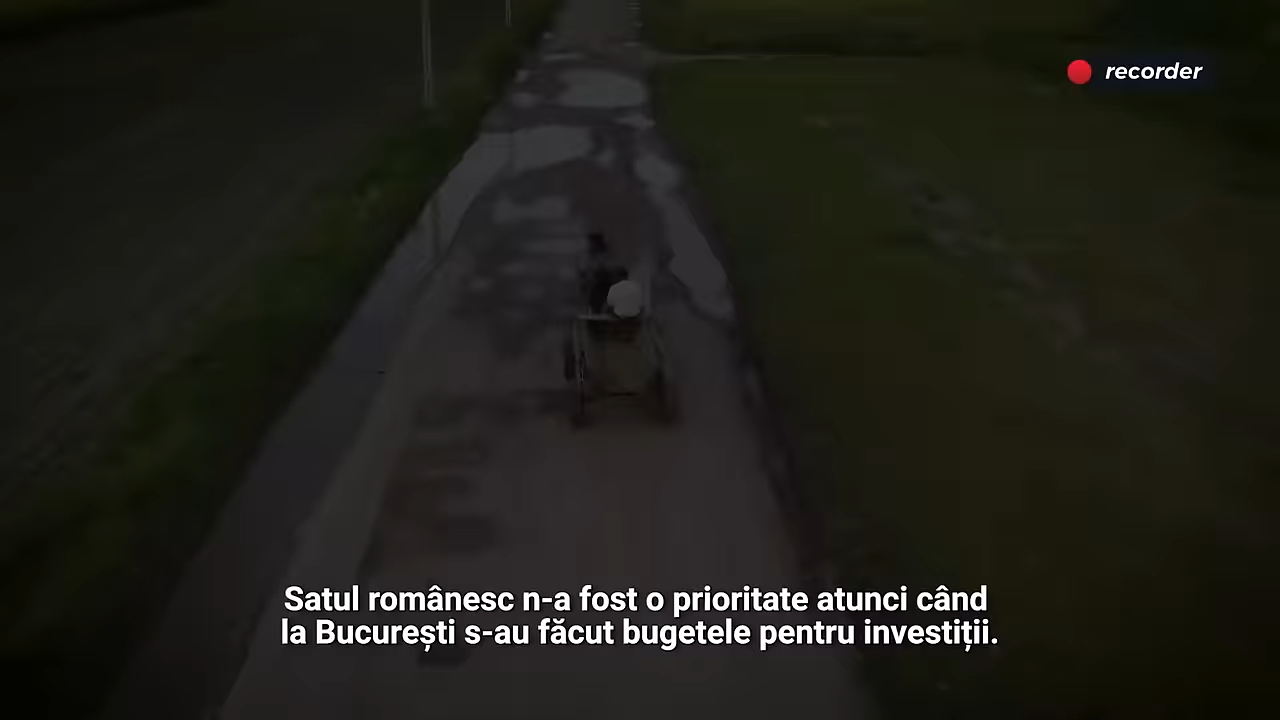 recorder
Satul românesc n-a fost o prioritate atunci când
la București s-au făcut bugetele pentru investiții.